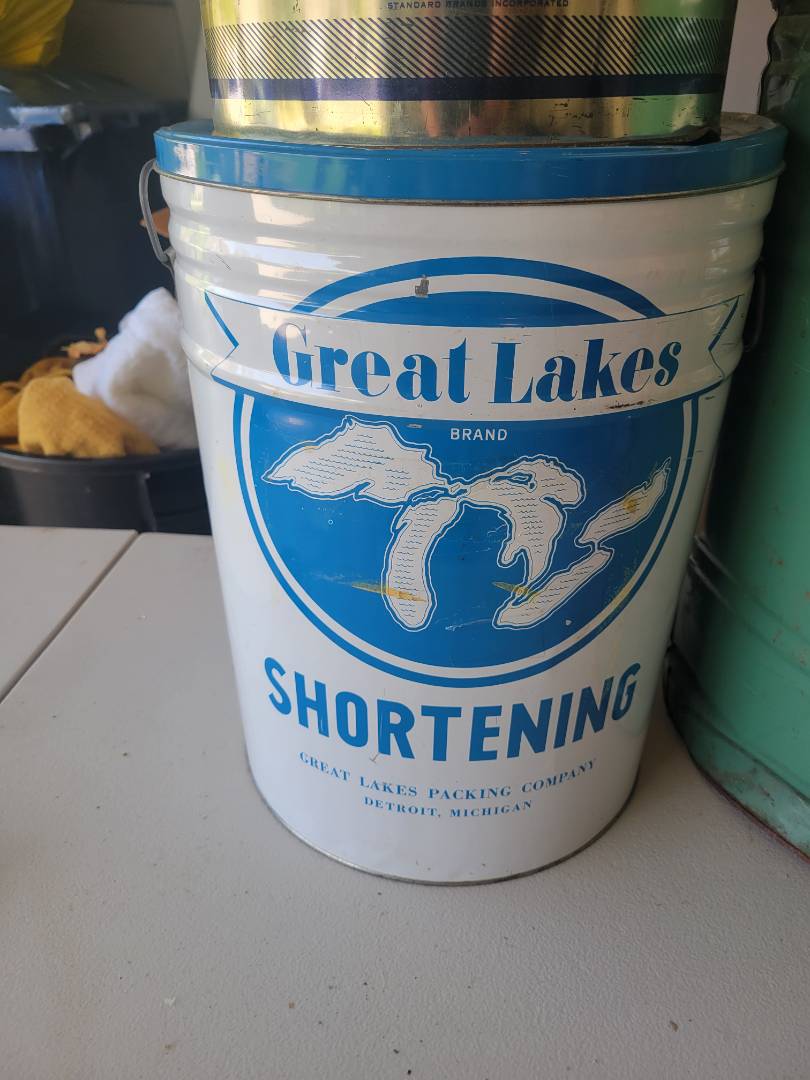 STANDARD BRANDS INCORPORATED
Great Lakes
BRAND
SHORTENING
GREAT LAKES PACKING COMPANY
DETROIT, MICHIGAN